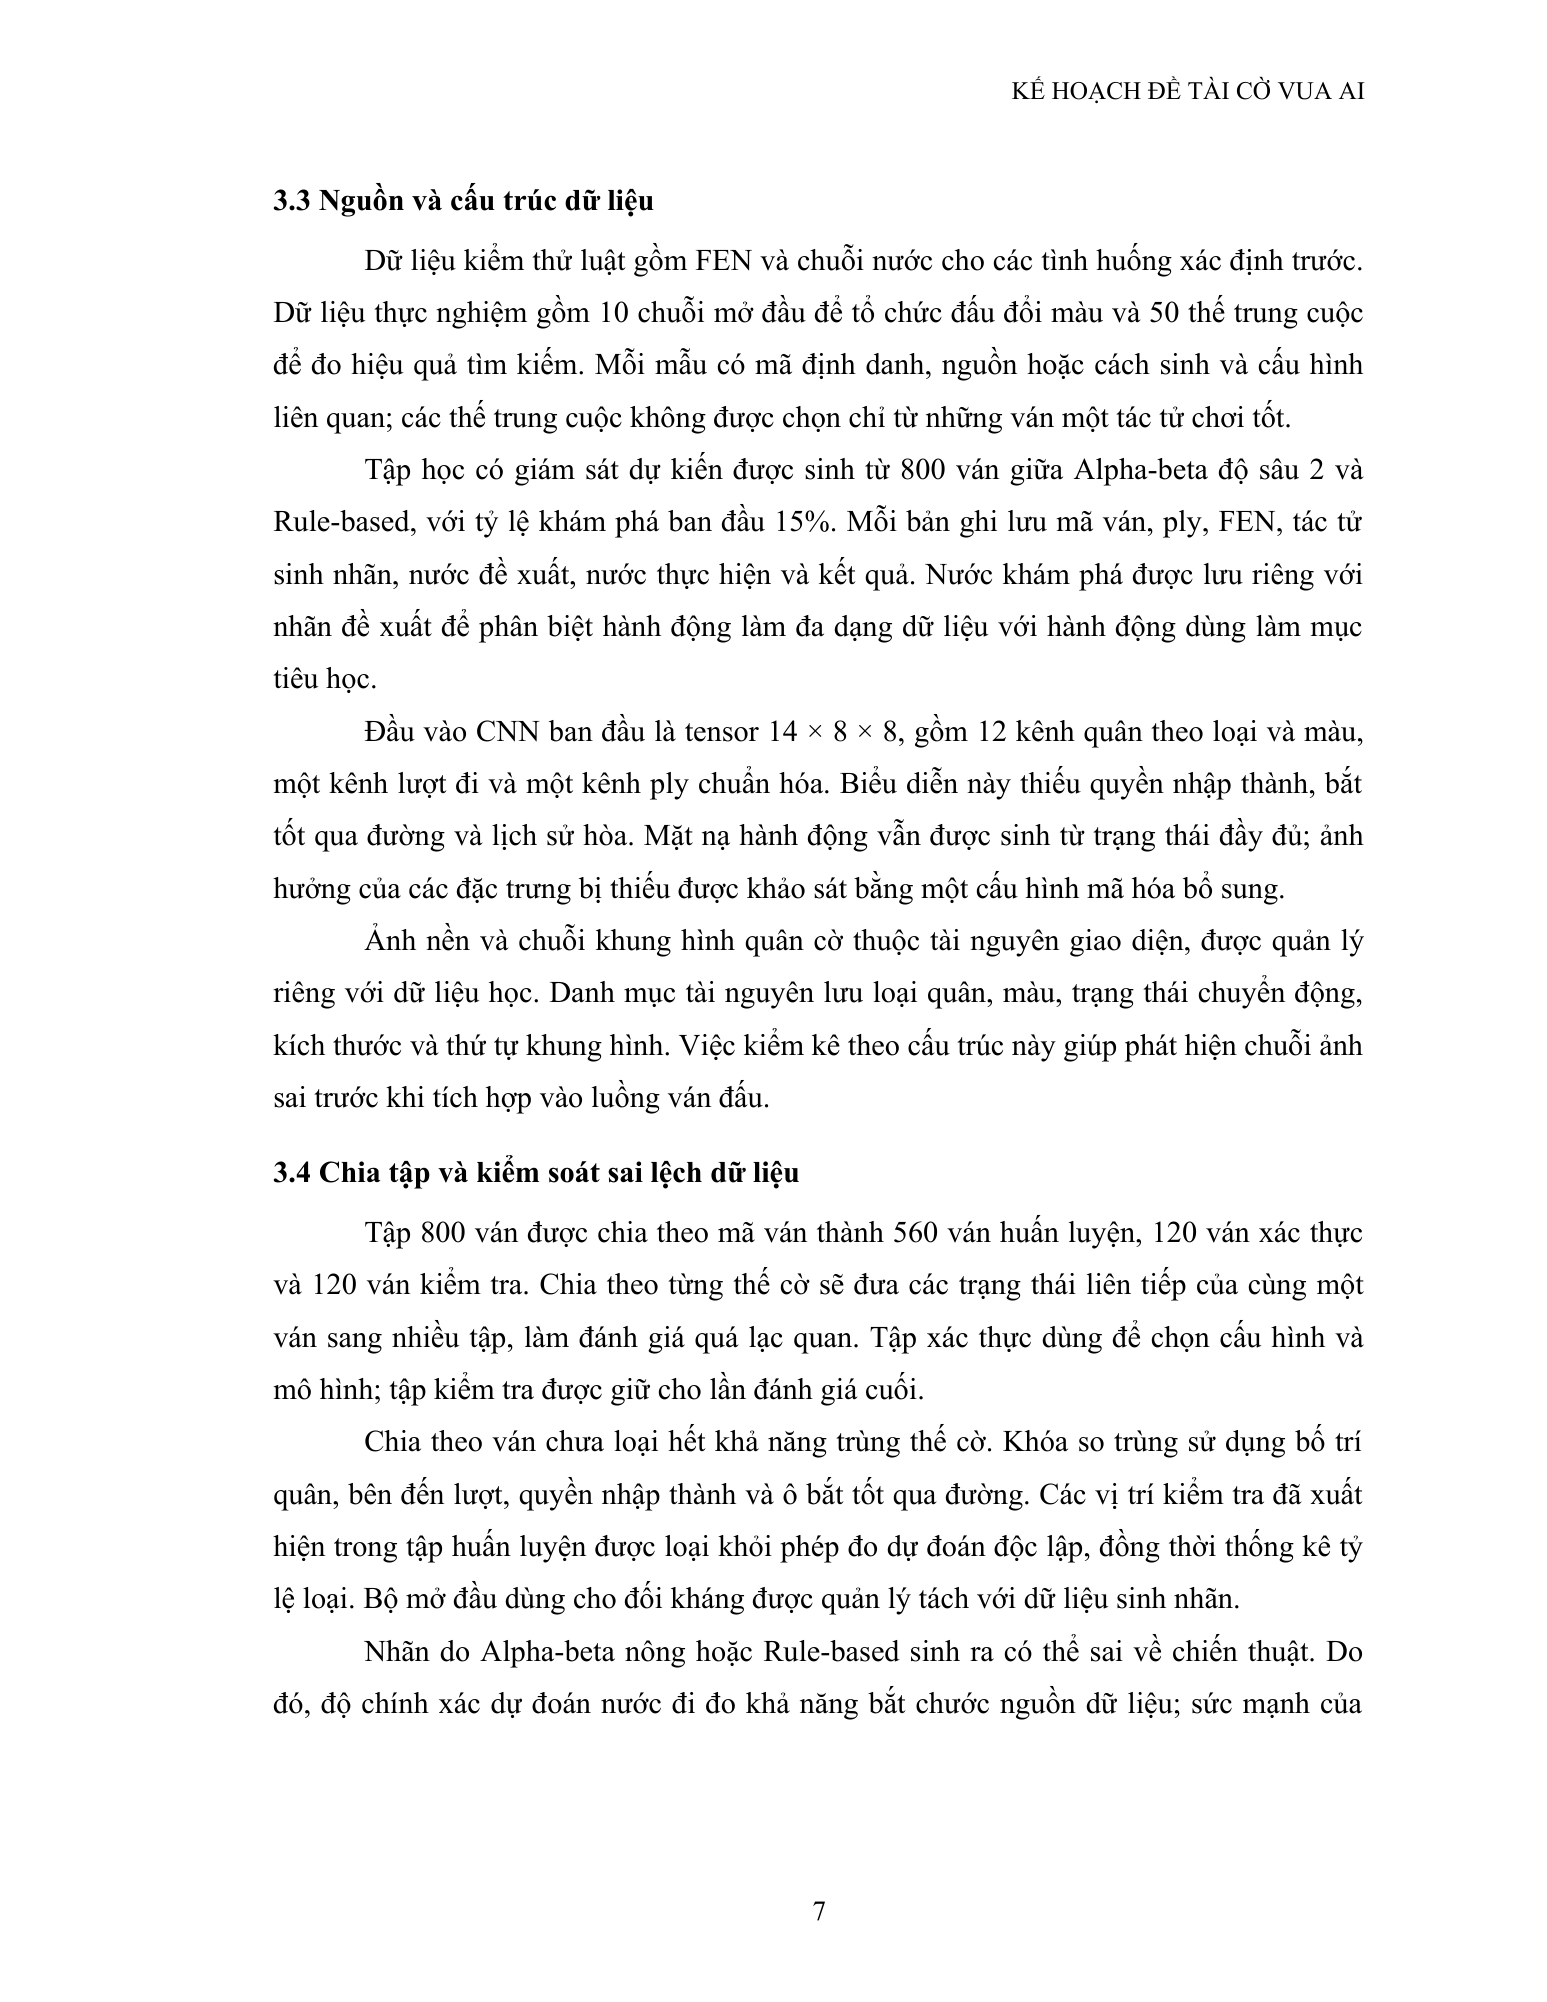 KẾ HOẠCH ĐỀ TÀI CỜ VUA AI
3.3 Nguồn và cấu trúc dữ liệu
Dữ liệu kiểm thử luật gồm FEN và chuỗi nước cho các tình huống xác định trước.
Dữ liệu thực nghiệm gồm 10 chuỗi mở đầu để tổ chức đấu đổi màu và 50 thế trung cuộc
để đo hiệu quả tìm kiếm. Mỗi mẫu có mã định danh, nguồn hoặc cách sinh và cấu hình
liên quan; các thế trung cuộc không được chọn chỉ từ những ván một tác tử chơi tốt.
Tập học có giám sát dự kiến được sinh từ 800 ván giữa Alpha-beta độ sâu 2 và
Rule-based, với tỷ lệ khám phá ban đầu 15%. Mỗi bản ghi lưu mã ván, ply, FEN, tác tử
sinh nhãn, nước đề xuất, nước thực hiện và kết quả. Nước khám phá được lưu riêng với
nhãn đề xuất để phân biệt hành động làm đa dạng dữ liệu với hành động dùng làm mục
tiêu học.
Đầu vào CNN ban đầu là tensor 14 × 8 × 8, gồm 12 kênh quân theo loại và màu,
một kênh lượt đi và một kênh ply chuẩn hóa. Biểu diễn này thiếu quyền nhập thành, bắt
tốt qua đường và lịch sử hòa. Mặt nạ hành động vẫn được sinh từ trạng thái đầy đủ; ảnh
hưởng của các đặc trưng bị thiếu được khảo sát bằng một cấu hình mã hóa bổ sung.
Ảnh nền và chuỗi khung hình quân cờ thuộc tài nguyên giao diện, được quản lý
riêng với dữ liệu học. Danh mục tài nguyên lưu loại quân, màu, trạng thái chuyển động,
kích thước và thứ tự khung hình. Việc kiểm kê theo cấu trúc này giúp phát hiện chuỗi ảnh
sai trước khi tích hợp vào luồng ván đấu.
3.4 Chia tập và kiểm soát sai lệch dữ liệu
Tập 800 ván được chia theo mã ván thành 560 ván huấn luyện, 120 ván xác thực
và 120 ván kiểm tra. Chia theo từng thế cờ sẽ đưa các trạng thái liên tiếp của cùng một
ván sang nhiều tập, làm đánh giá quá lạc quan. Tập xác thực dùng để chọn cấu hình và
mô hình; tập kiểm tra được giữ cho lần đánh giá cuối.
Chia theo ván chưa loại hết khả năng trùng thế cờ. Khóa so trùng sử dụng bố trí
quân, bên đến lượt, quyền nhập thành và ô bắt tốt qua đường. Các vị trí kiểm tra đã xuất
hiện trong tập huấn luyện được loại khỏi phép đo dự đoán độc lập, đồng thời thống kê tỷ
lệ loại. Bộ mở đầu dùng cho đối kháng được quản lý tách với dữ liệu sinh nhãn.
Nhãn do Alpha-beta nông hoặc Rule-based sinh ra có thể sai về chiến thuật. Do
đó, độ chính xác dự đoán nước đi đo khả năng bắt chước nguồn dữ liệu; sức mạnh của
7